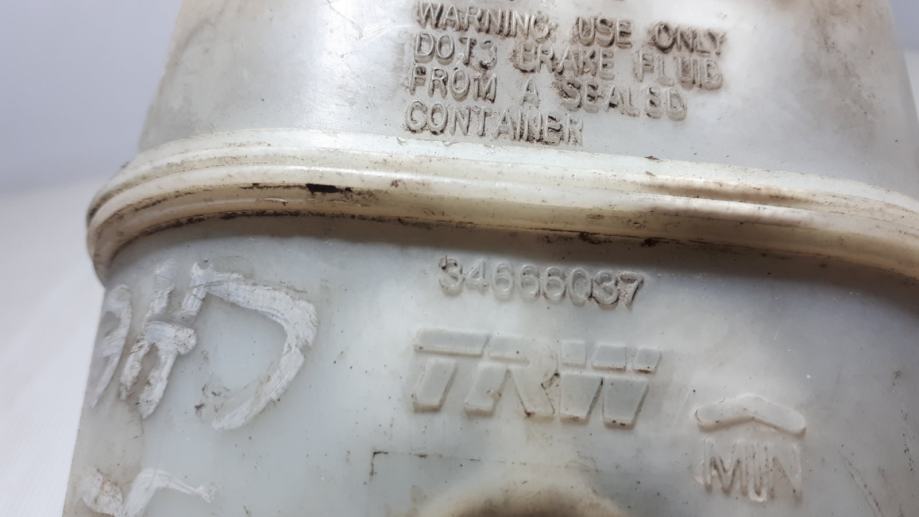 WARNING: USE ONLY
DOT3 BRAKE FLUID
FROM A SEALED
CONTAINER
34666037
TRW
MIN